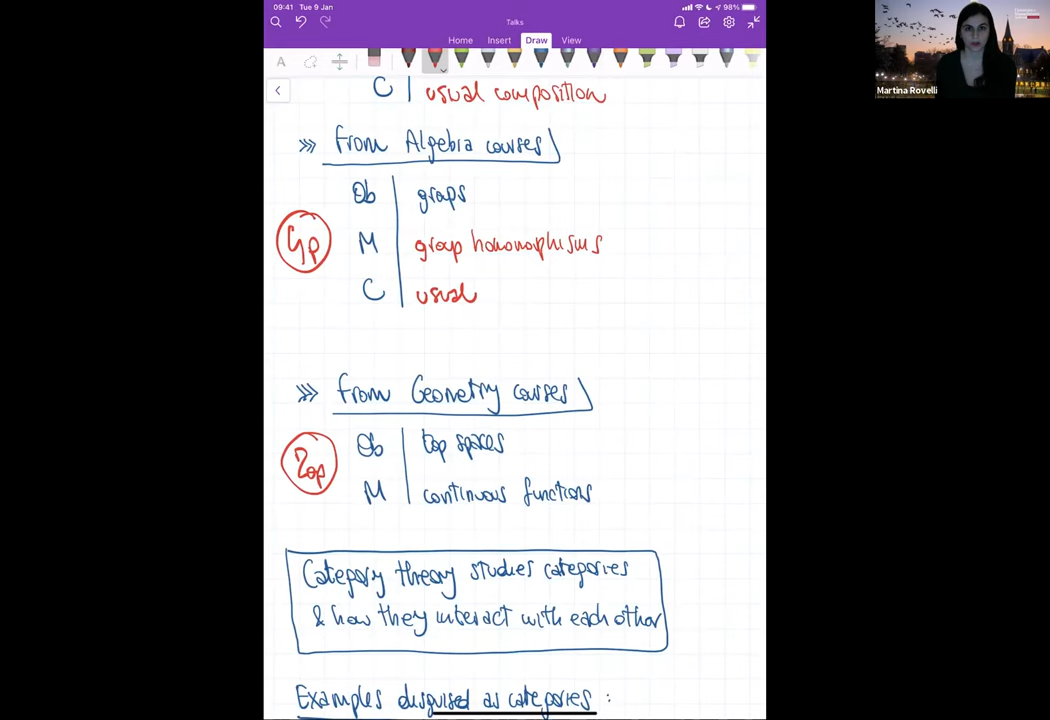 09:41 Tue 9 Jan
98%
Talks
Home Insert Draw View
A
Martina Rovelli
C usual composition
From Algebra courses
Ob groups
Gp
M group homomorphisms
C usual
From Geometry courses
Ob top spaces
Top
M continuous functions
Category theory studies categories
& how they interact with each other
Examples disguised as categories :